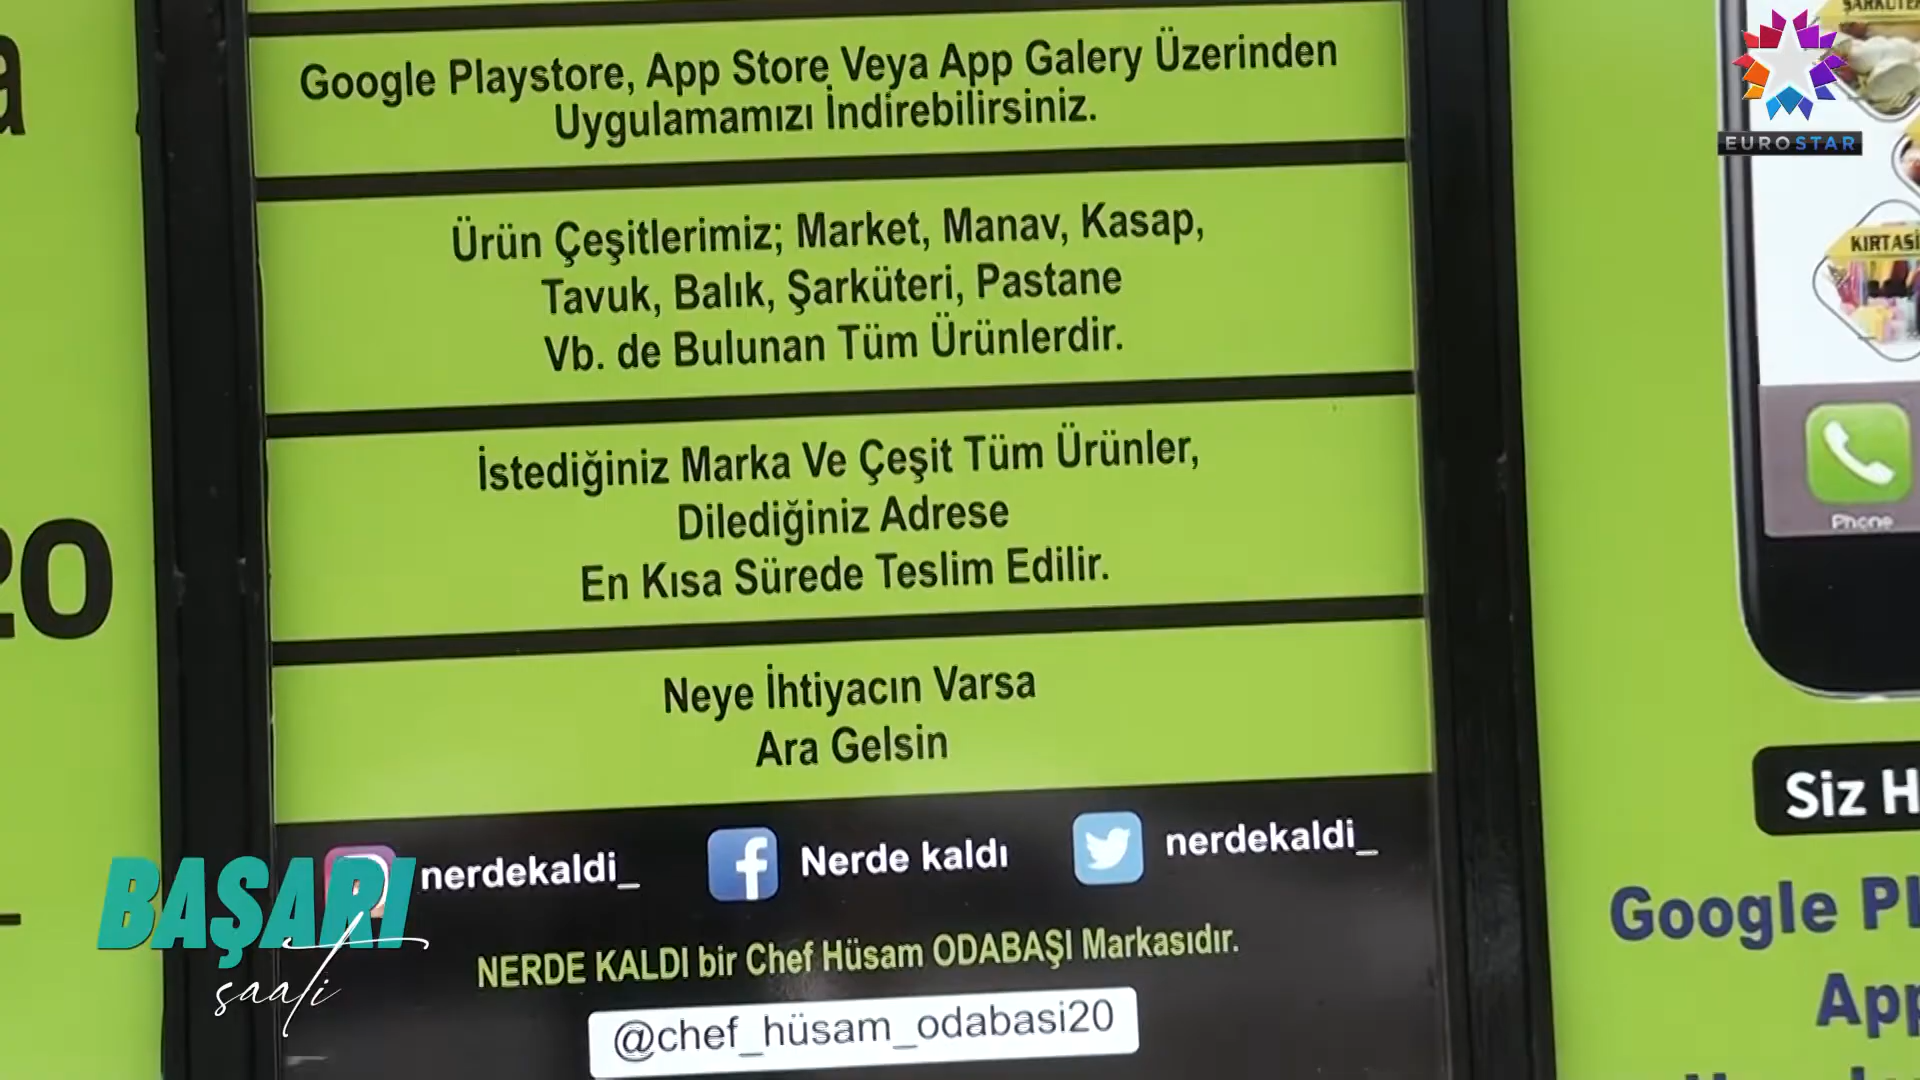 Google Playstore, App Store Veya App Galery Üzerinden
Uygulamamızı İndirebilirsiniz.
Ürün Çeşitlerimiz; Market, Manav, Kasap,
Tavuk, Balık, Şarküteri, Pastane
Vb. de Bulunan Tüm Ürünlerdir.
İstediğiniz Marka Ve Çeşit Tüm Ürünler,
Dilediğiniz Adrese
En Kısa Sürede Teslim Edilir.
Neye İhtiyacın Varsa
Ara Gelsin
nerdekaldi_ Nerde kaldı nerdekaldi_
NERDE KALDI bir Chef Hüsam ODABAŞI Markasıdır.
@chef_hüsam_odabasi20
BAŞARI
saati
20
EUROSTAR
Phone
Siz
Google